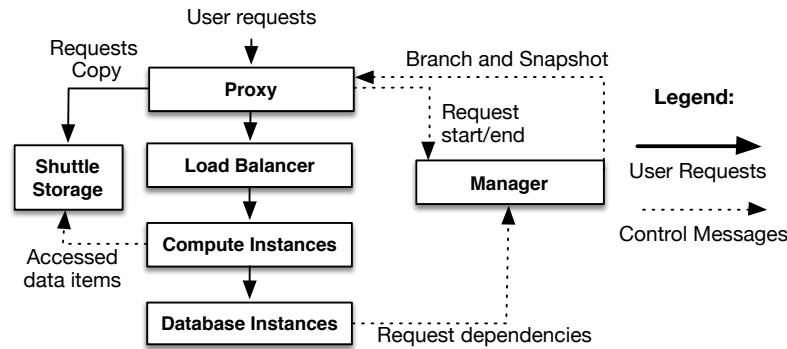 User requests
Requests
Copy
Branch and Snapshot
Proxy
Legend:
Request
start/end
Shuttle
Storage
Load Balancer
Manager
User Requests
Compute Instances
Control Messages
Accessed
data items
Database Instances
Request dependencies